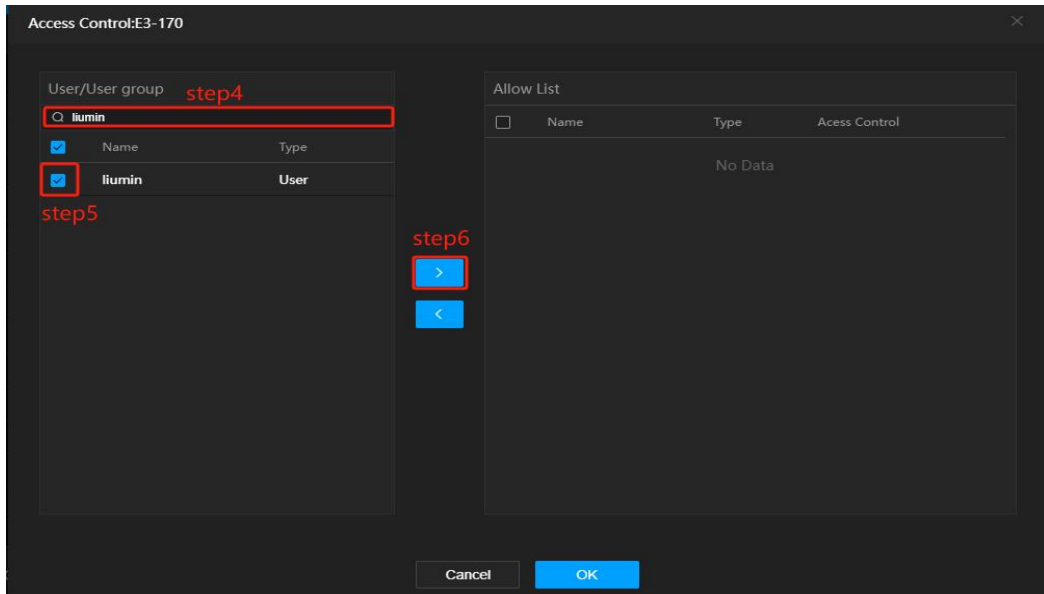 Access Control:E3-170
User/User group step4
liumin
Name Type
liumin User
step5
step6
>
<
Allow List
Name Type Acess Control
No Data
Cancel OK